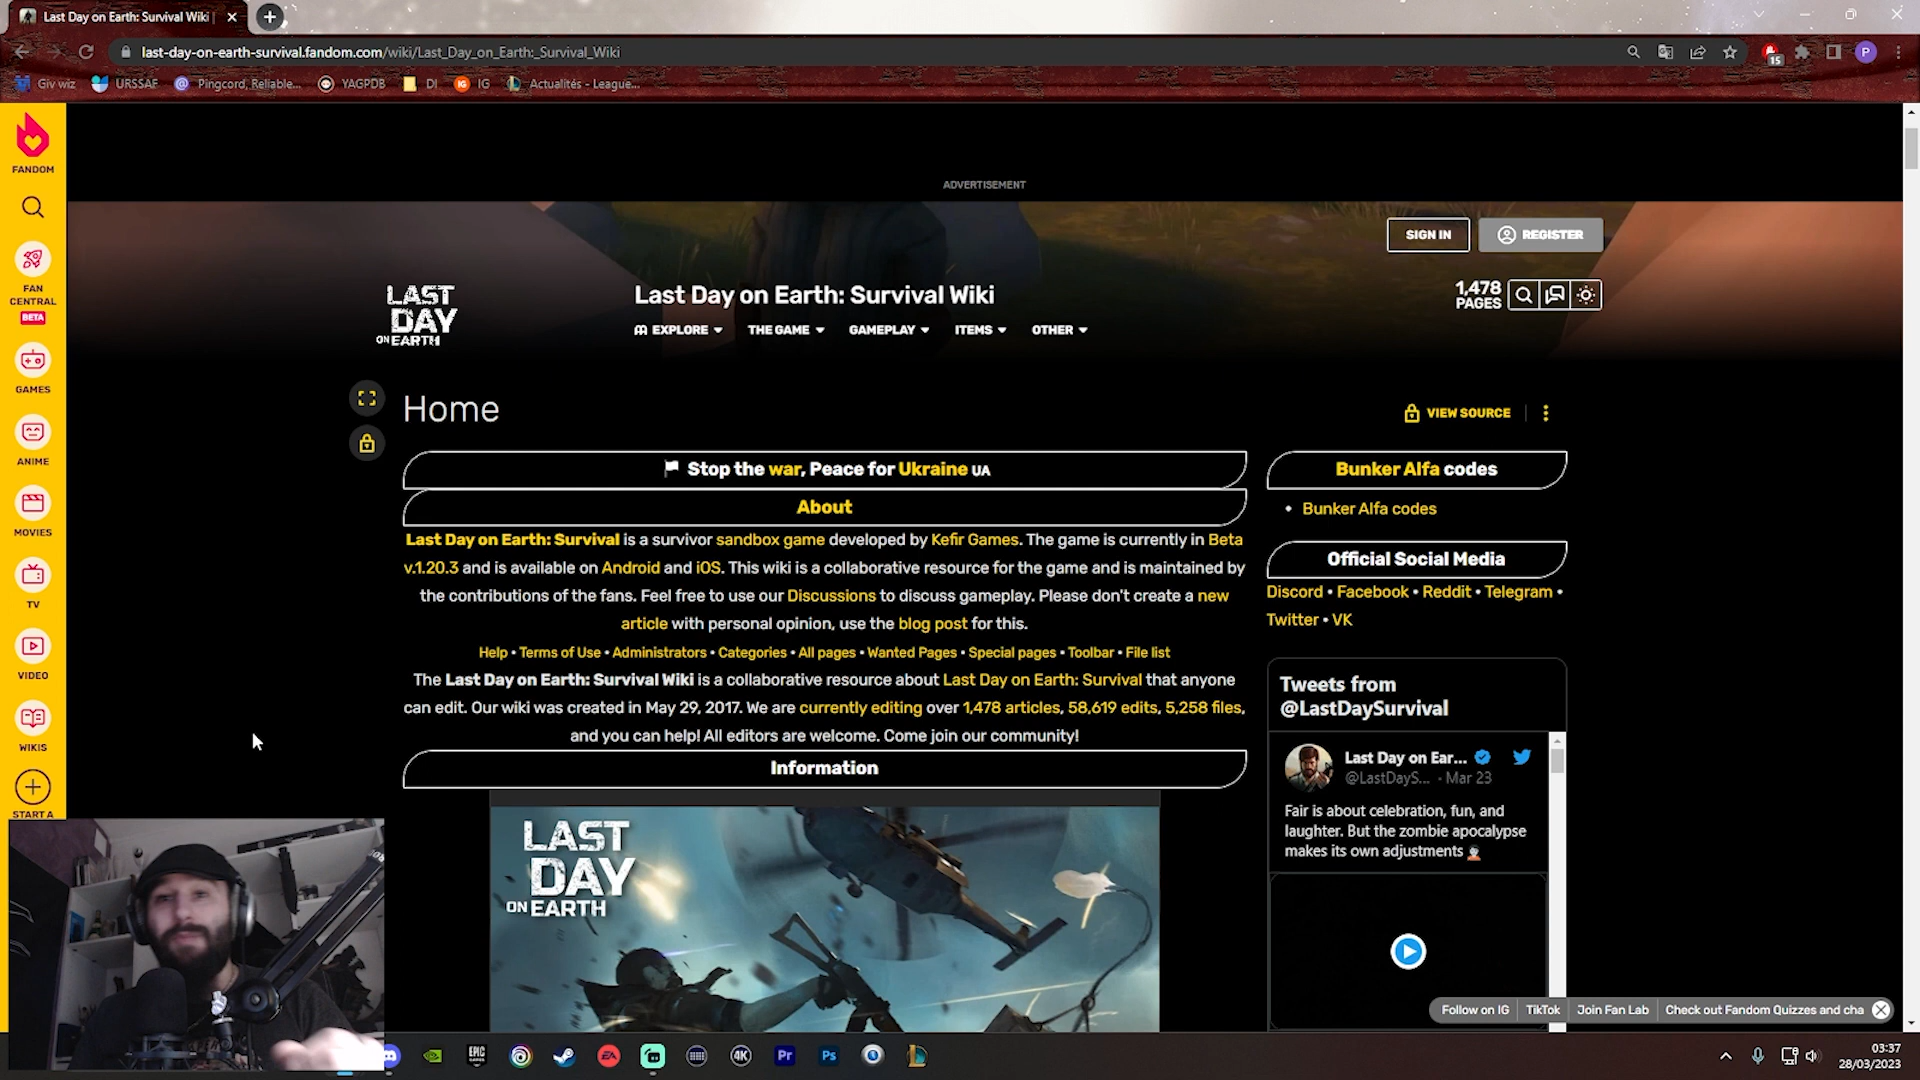 Last Day on Earth: Survival Wiki |
last-day-on-earth-survival.fandom.com/wiki/Last_Day_on_Earth:_Survival_Wiki
15
P
Giv wiz
URSSAF
Pingcord, Reliable...
YAGPDB
DI
IG
IG
Actualités - League...
FANDOM
FAN
CENTRAL
BETA
GAMES
ANIME
MOVIES
TV
VIDEO
WIKIS
START A
ADVERTISEMENT
SIGN IN
REGISTER
LAST
DAY
ON EARTH
Last Day on Earth: Survival Wiki
1,478
PAGES
EXPLORE
THE GAME
GAMEPLAY
ITEMS
OTHER
Home
VIEW SOURCE
Stop the war, Peace for Ukraine UA
About
Last Day on Earth: Survival is a survivor sandbox game developed by Kefir Games. The game is currently in Beta
v.1.20.3 and is available on Android and iOS. This wiki is a collaborative resource for the game and is maintained by
the contributions of the fans. Feel free to use our Discussions to discuss gameplay. Please don't create a new
article with personal opinion, use the blog post for this.
Help • Terms of Use • Administrators • Categories • All pages • Wanted Pages • Special pages • Toolbar • File list
The Last Day on Earth: Survival Wiki is a collaborative resource about Last Day on Earth: Survival that anyone
can edit. Our wiki was created in May 29, 2017. We are currently editing over 1,478 articles, 58,619 edits, 5,258 files,
and you can help! All editors are welcome. Come join our community!
Information
LAST
DAY
ON EARTH
Bunker Alfa codes
• Bunker Alfa codes
Official Social Media
Discord • Facebook • Reddit • Telegram •
Twitter • VK
Tweets from
@LastDaySurvival
Last Day on Ear...
@LastDayS... · Mar 23
Fair is about celebration, fun, and
laughter. But the zombie apocalypse
makes its own adjustments
Follow on IG
TikTok
Join Fan Lab
Check out Fandom Quizzes and cha
EPIC
GAMES
EA
4K
Pr
Ps
03:37
28/03/2023